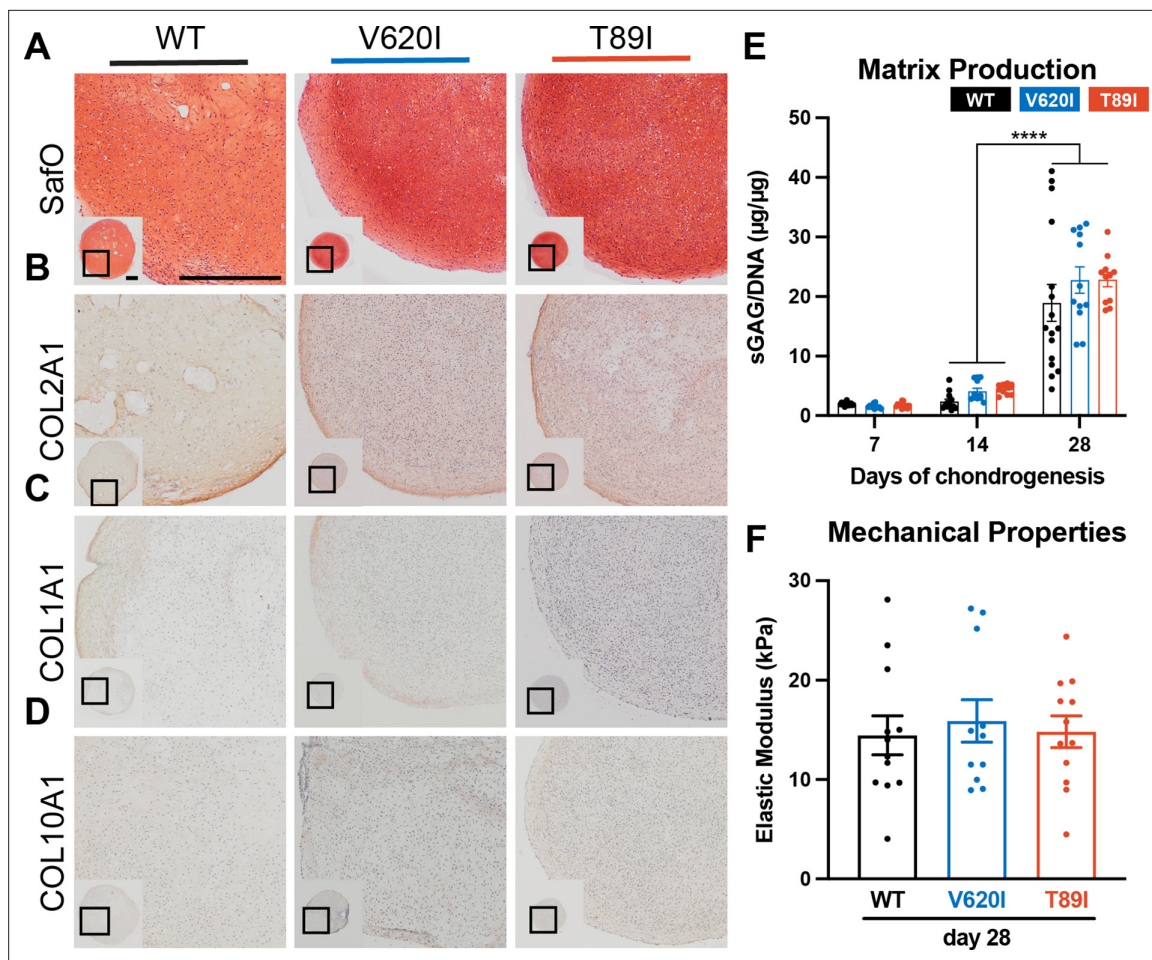 A
WT
V620I
T89I
SafO
B
COL2A1
C
COL1A1
D
COL10A1
E
Matrix Production
WT V620I T89I
****
50
40
30
20
10
0
sGAG/DNA (µg/µg)
7 14 28
Days of chondrogenesis
F
Mechanical Properties
30
20
10
0
Elastic Modulus (kPa)
WT V620I T89I
day 28